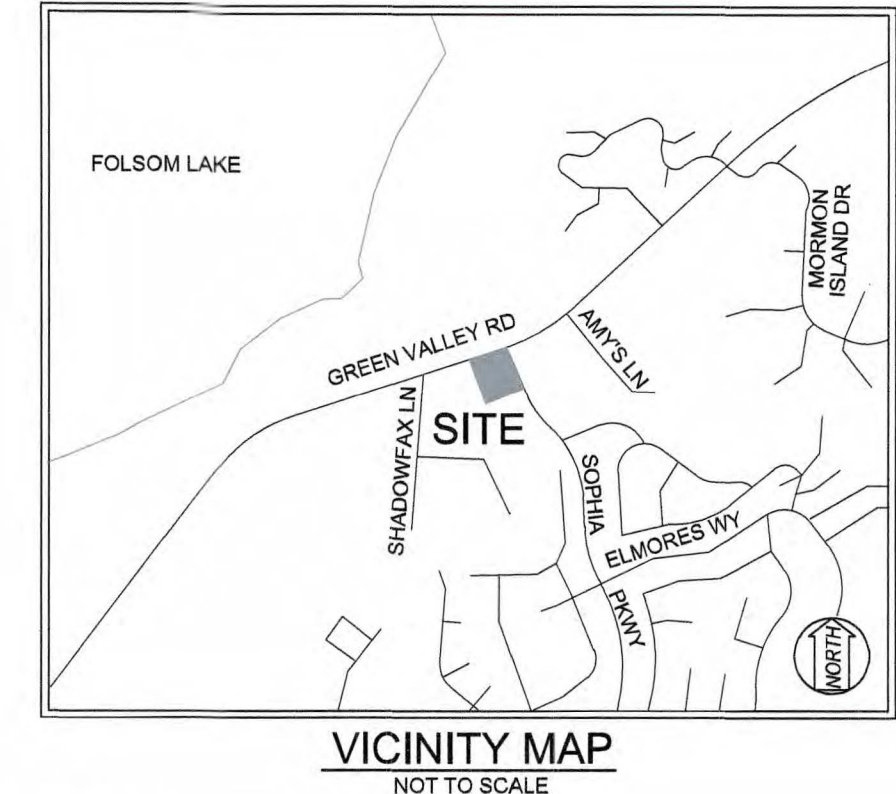 FOLSOM LAKE
MORMON
ISLAND DR
GREEN VALLEY RD
AMY'S LN
SHADOWFAX LN
SITE
SOPHIA
PKWY
ELMORES WY
NORTH
VICINITY MAP
NOT TO SCALE